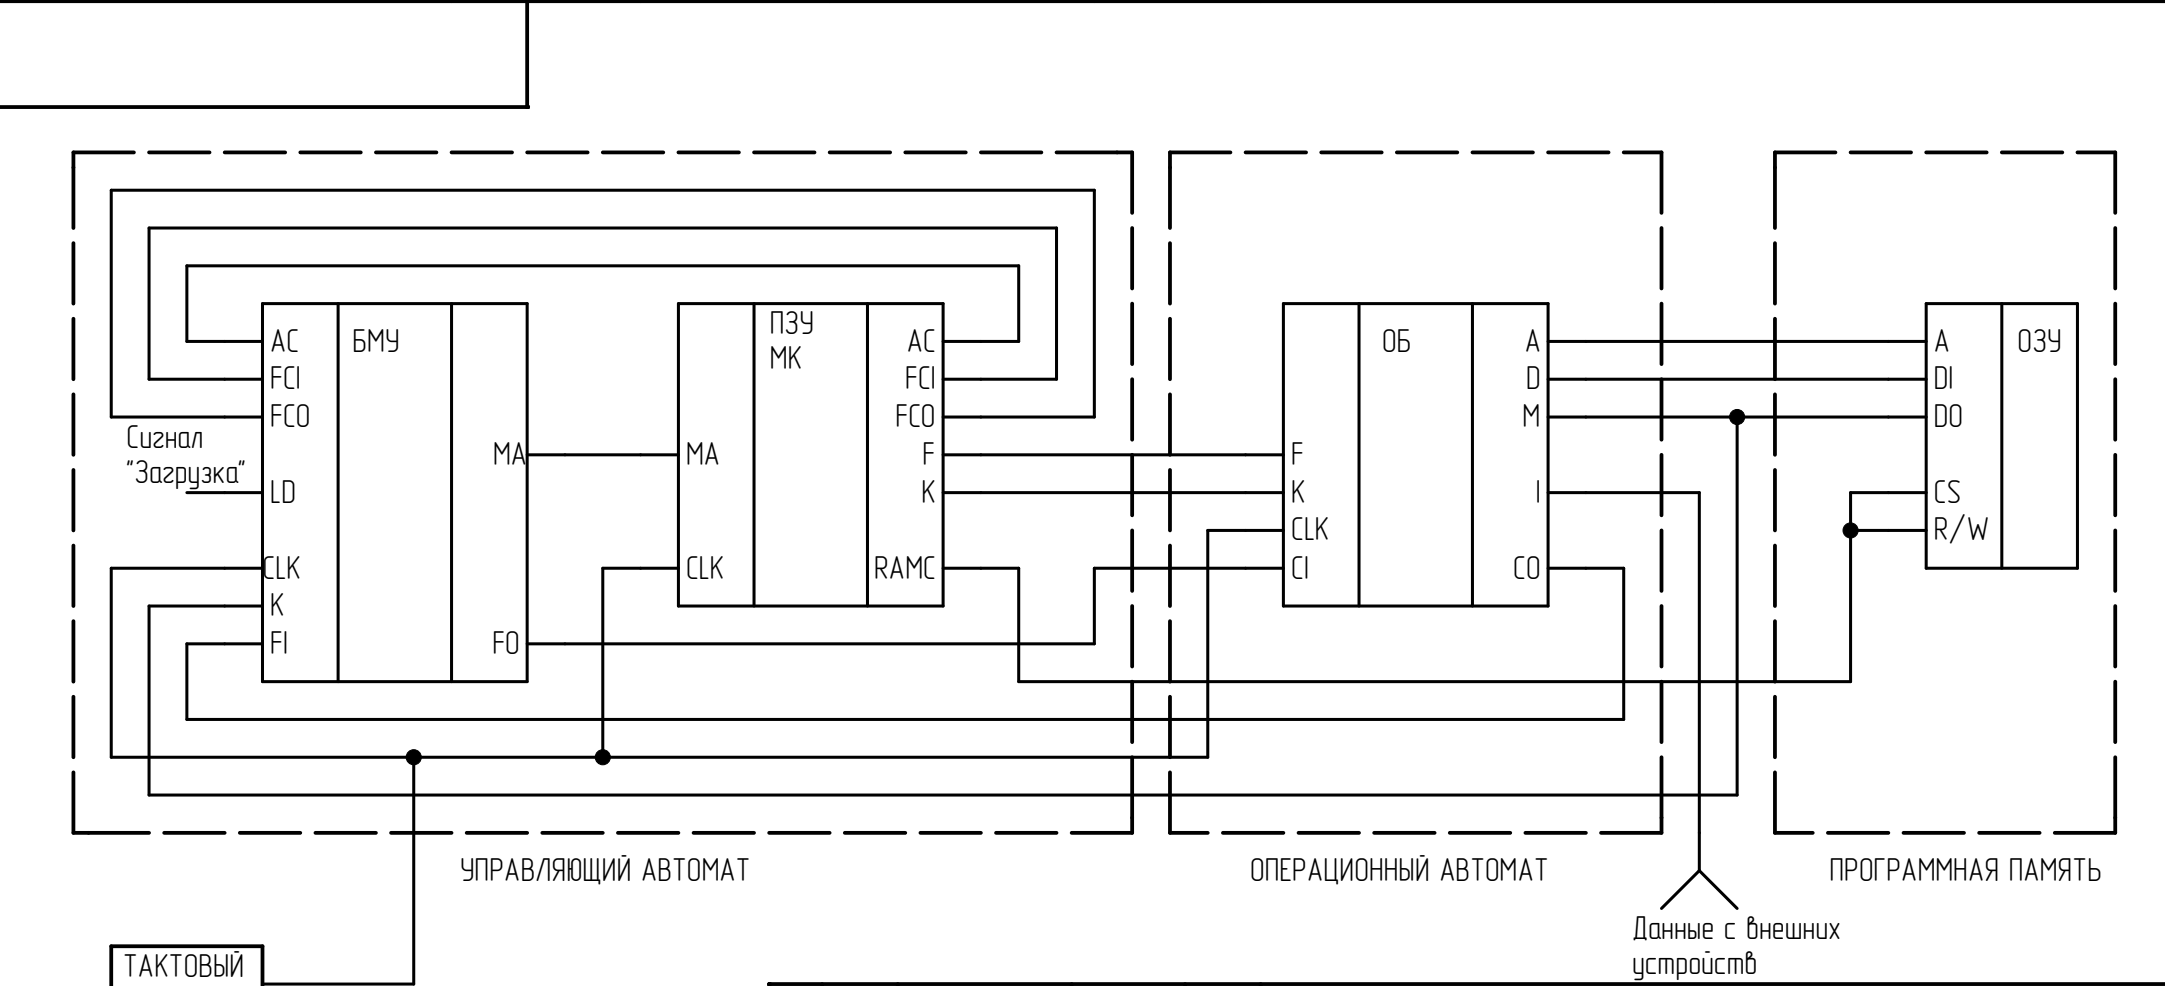 AC
FCI
FCO
Сигнал
"Загрузка"
LD
CLK
K
FI
БМУ
MA
FO
MA
CLK
ПЗУ
МК
AC
FCI
FCO
F
K
RAMC
F
K
CLK
CI
ОБ
A
D
M
I
CO
A
DI
DO
CS
R/W
ОЗУ
УПРАВЛЯЮЩИЙ АВТОМАТ
ОПЕРАЦИОННЫЙ АВТОМАТ
ПРОГРАММНАЯ ПАМЯТЬ
Данные с внешних
устройств
ТАКТОВЫЙ